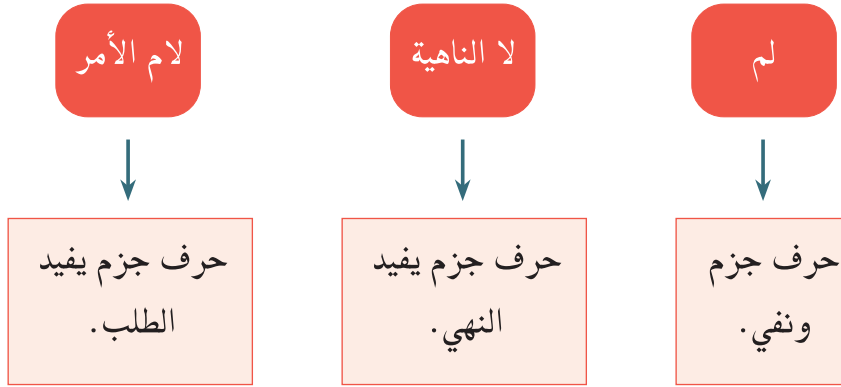 لم
لا الناهية
لام الأمر
حرف جزم
ونفي.
حرف جزم يفيد
النهي.
حرف جزم يفيد
الطلب.